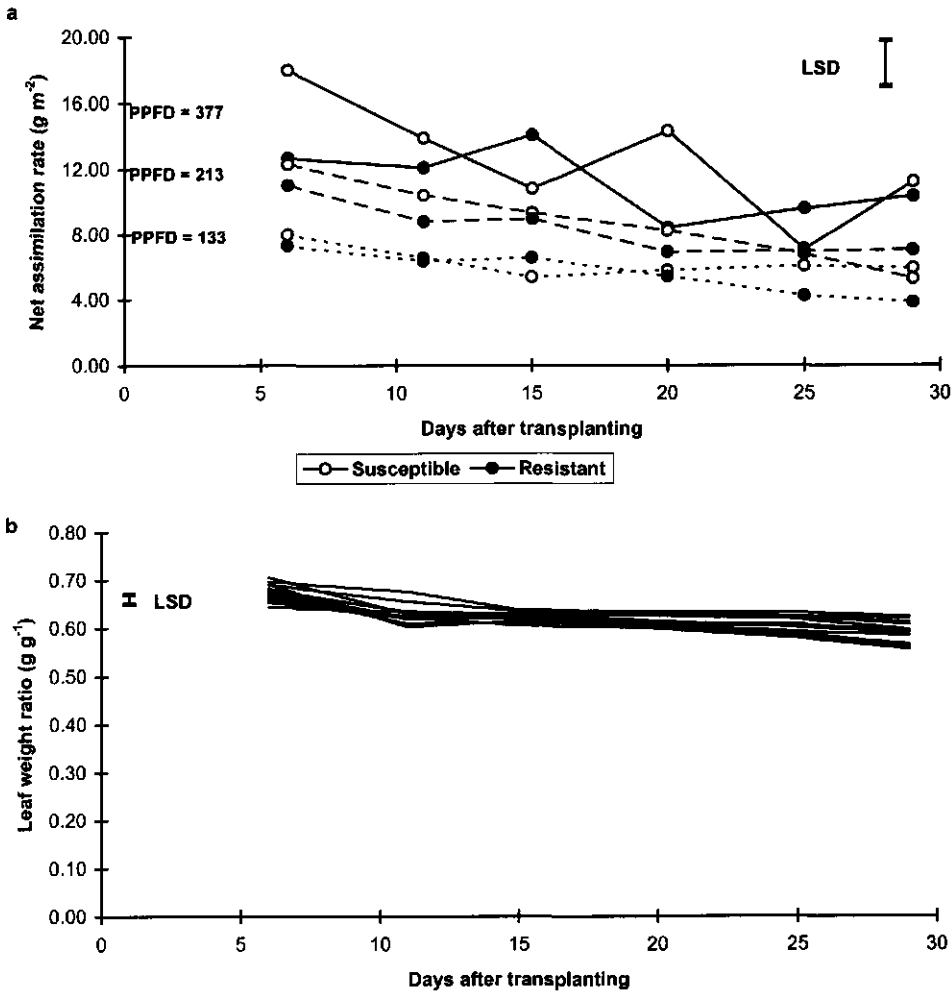 a
20.00
16.00
12.00
8.00
4.00
0.00
Net assimilation rate (g m-2)
PPFD = 377
PPFD = 213
PPFD = 133
LSD
0 5 10 15 20 25 30
Days after transplanting
Susceptible Resistant
b
0.80
0.70
0.60
0.50
0.40
0.30
0.20
0.10
0.00
Leaf weight ratio (g g-1)
LSD
0 5 10 15 20 25 30
Days after transplanting